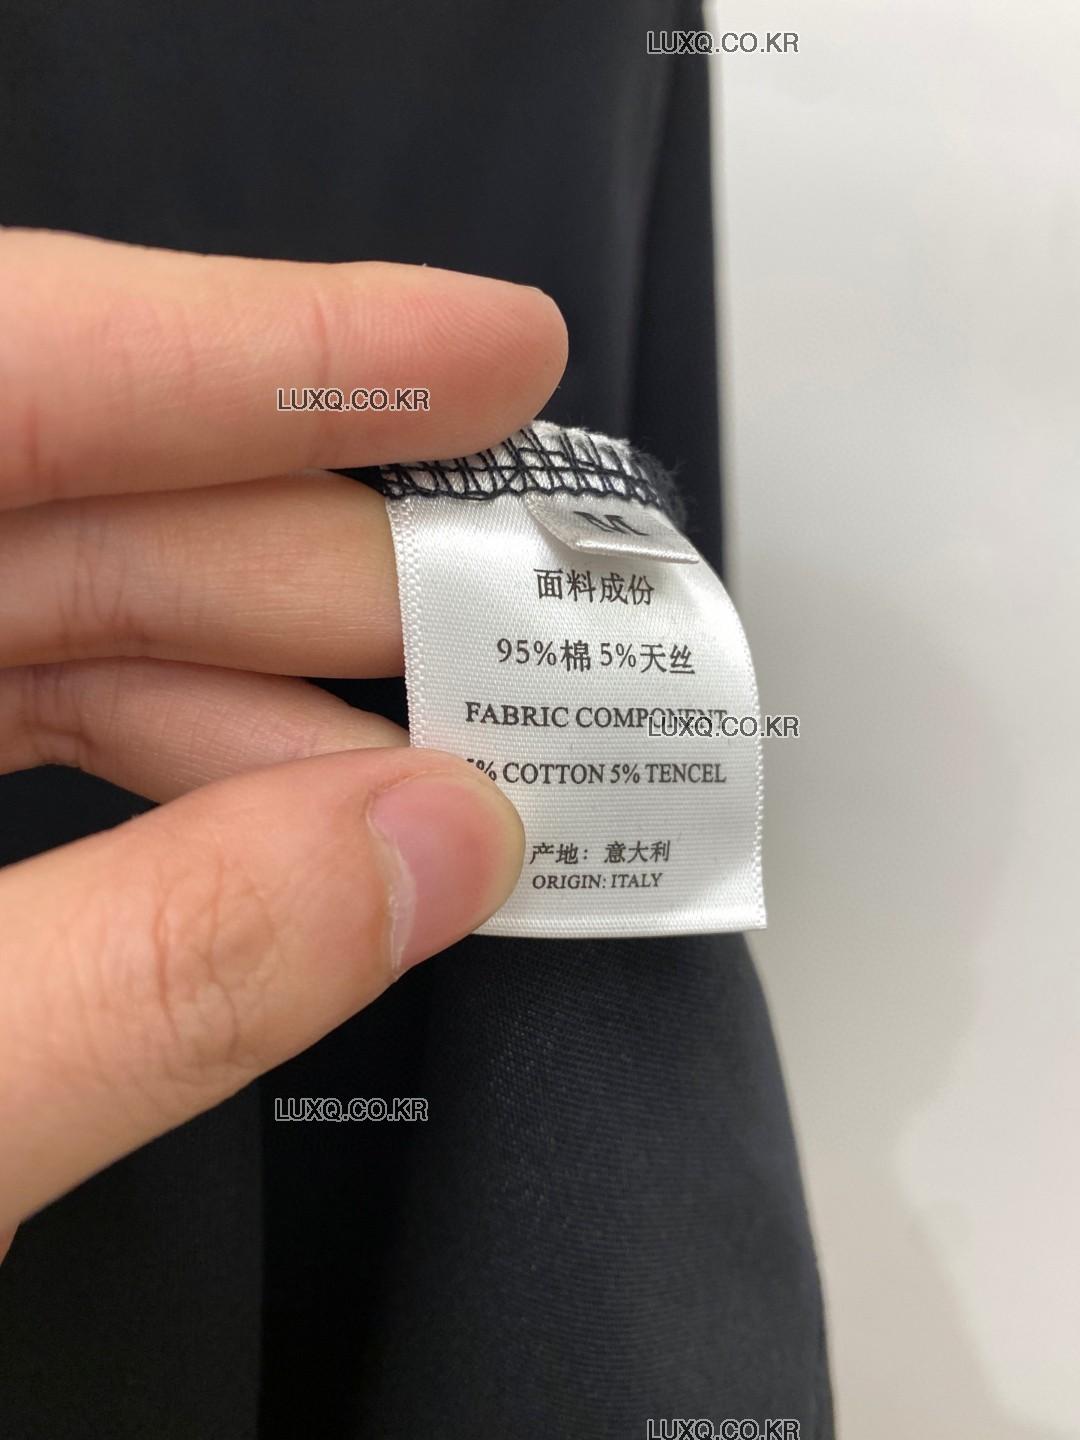 LUXQ.CO.KR
LUXQ.CO.KR
M
面料成份
95%棉 5%天丝
FABRIC COMPONENT
LUXQ.CO.KR
5% COTTON 5% TENCEL
产地：意大利
ORIGIN: ITALY
LUXQ.CO.KR
LUXQ.CO.KR